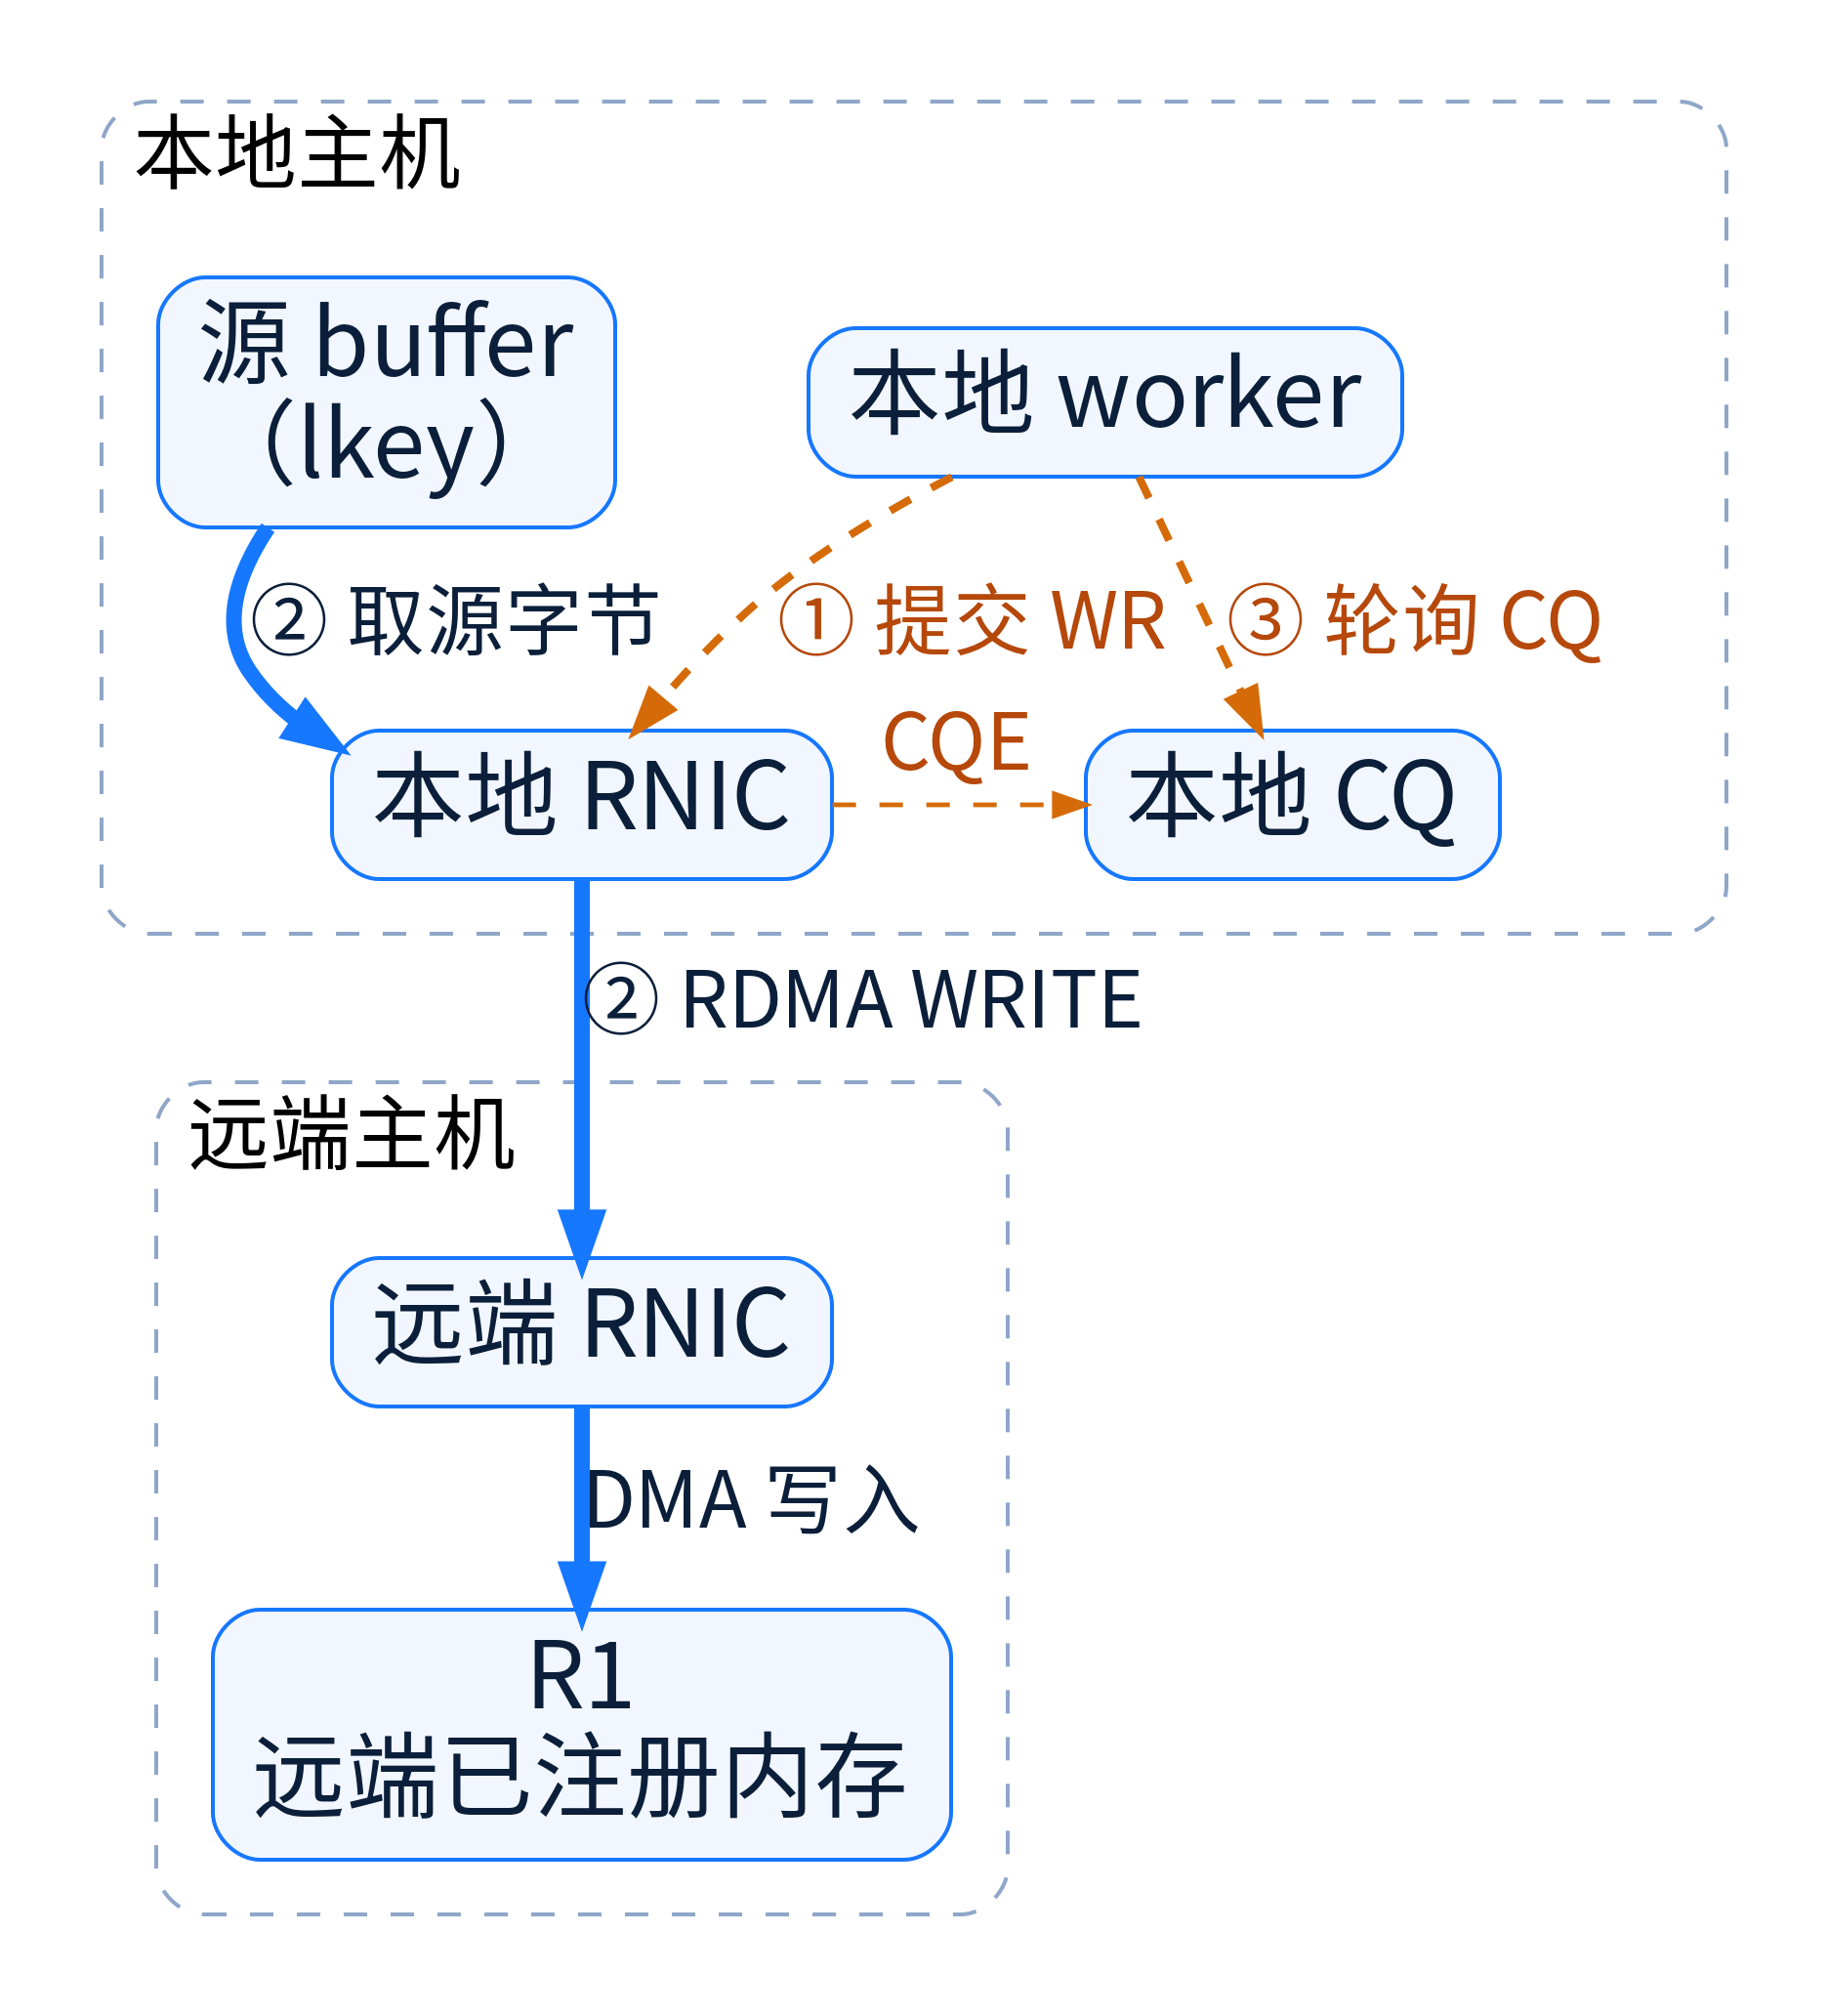 本地主机
源 buffer
（lkey）
本地 worker
② 取源字节
① 提交 WR
③ 轮询 CQ
CQE
本地 RNIC
本地 CQ
② RDMA WRITE
远端主机
远端 RNIC
DMA 写入
R1
远端已注册内存